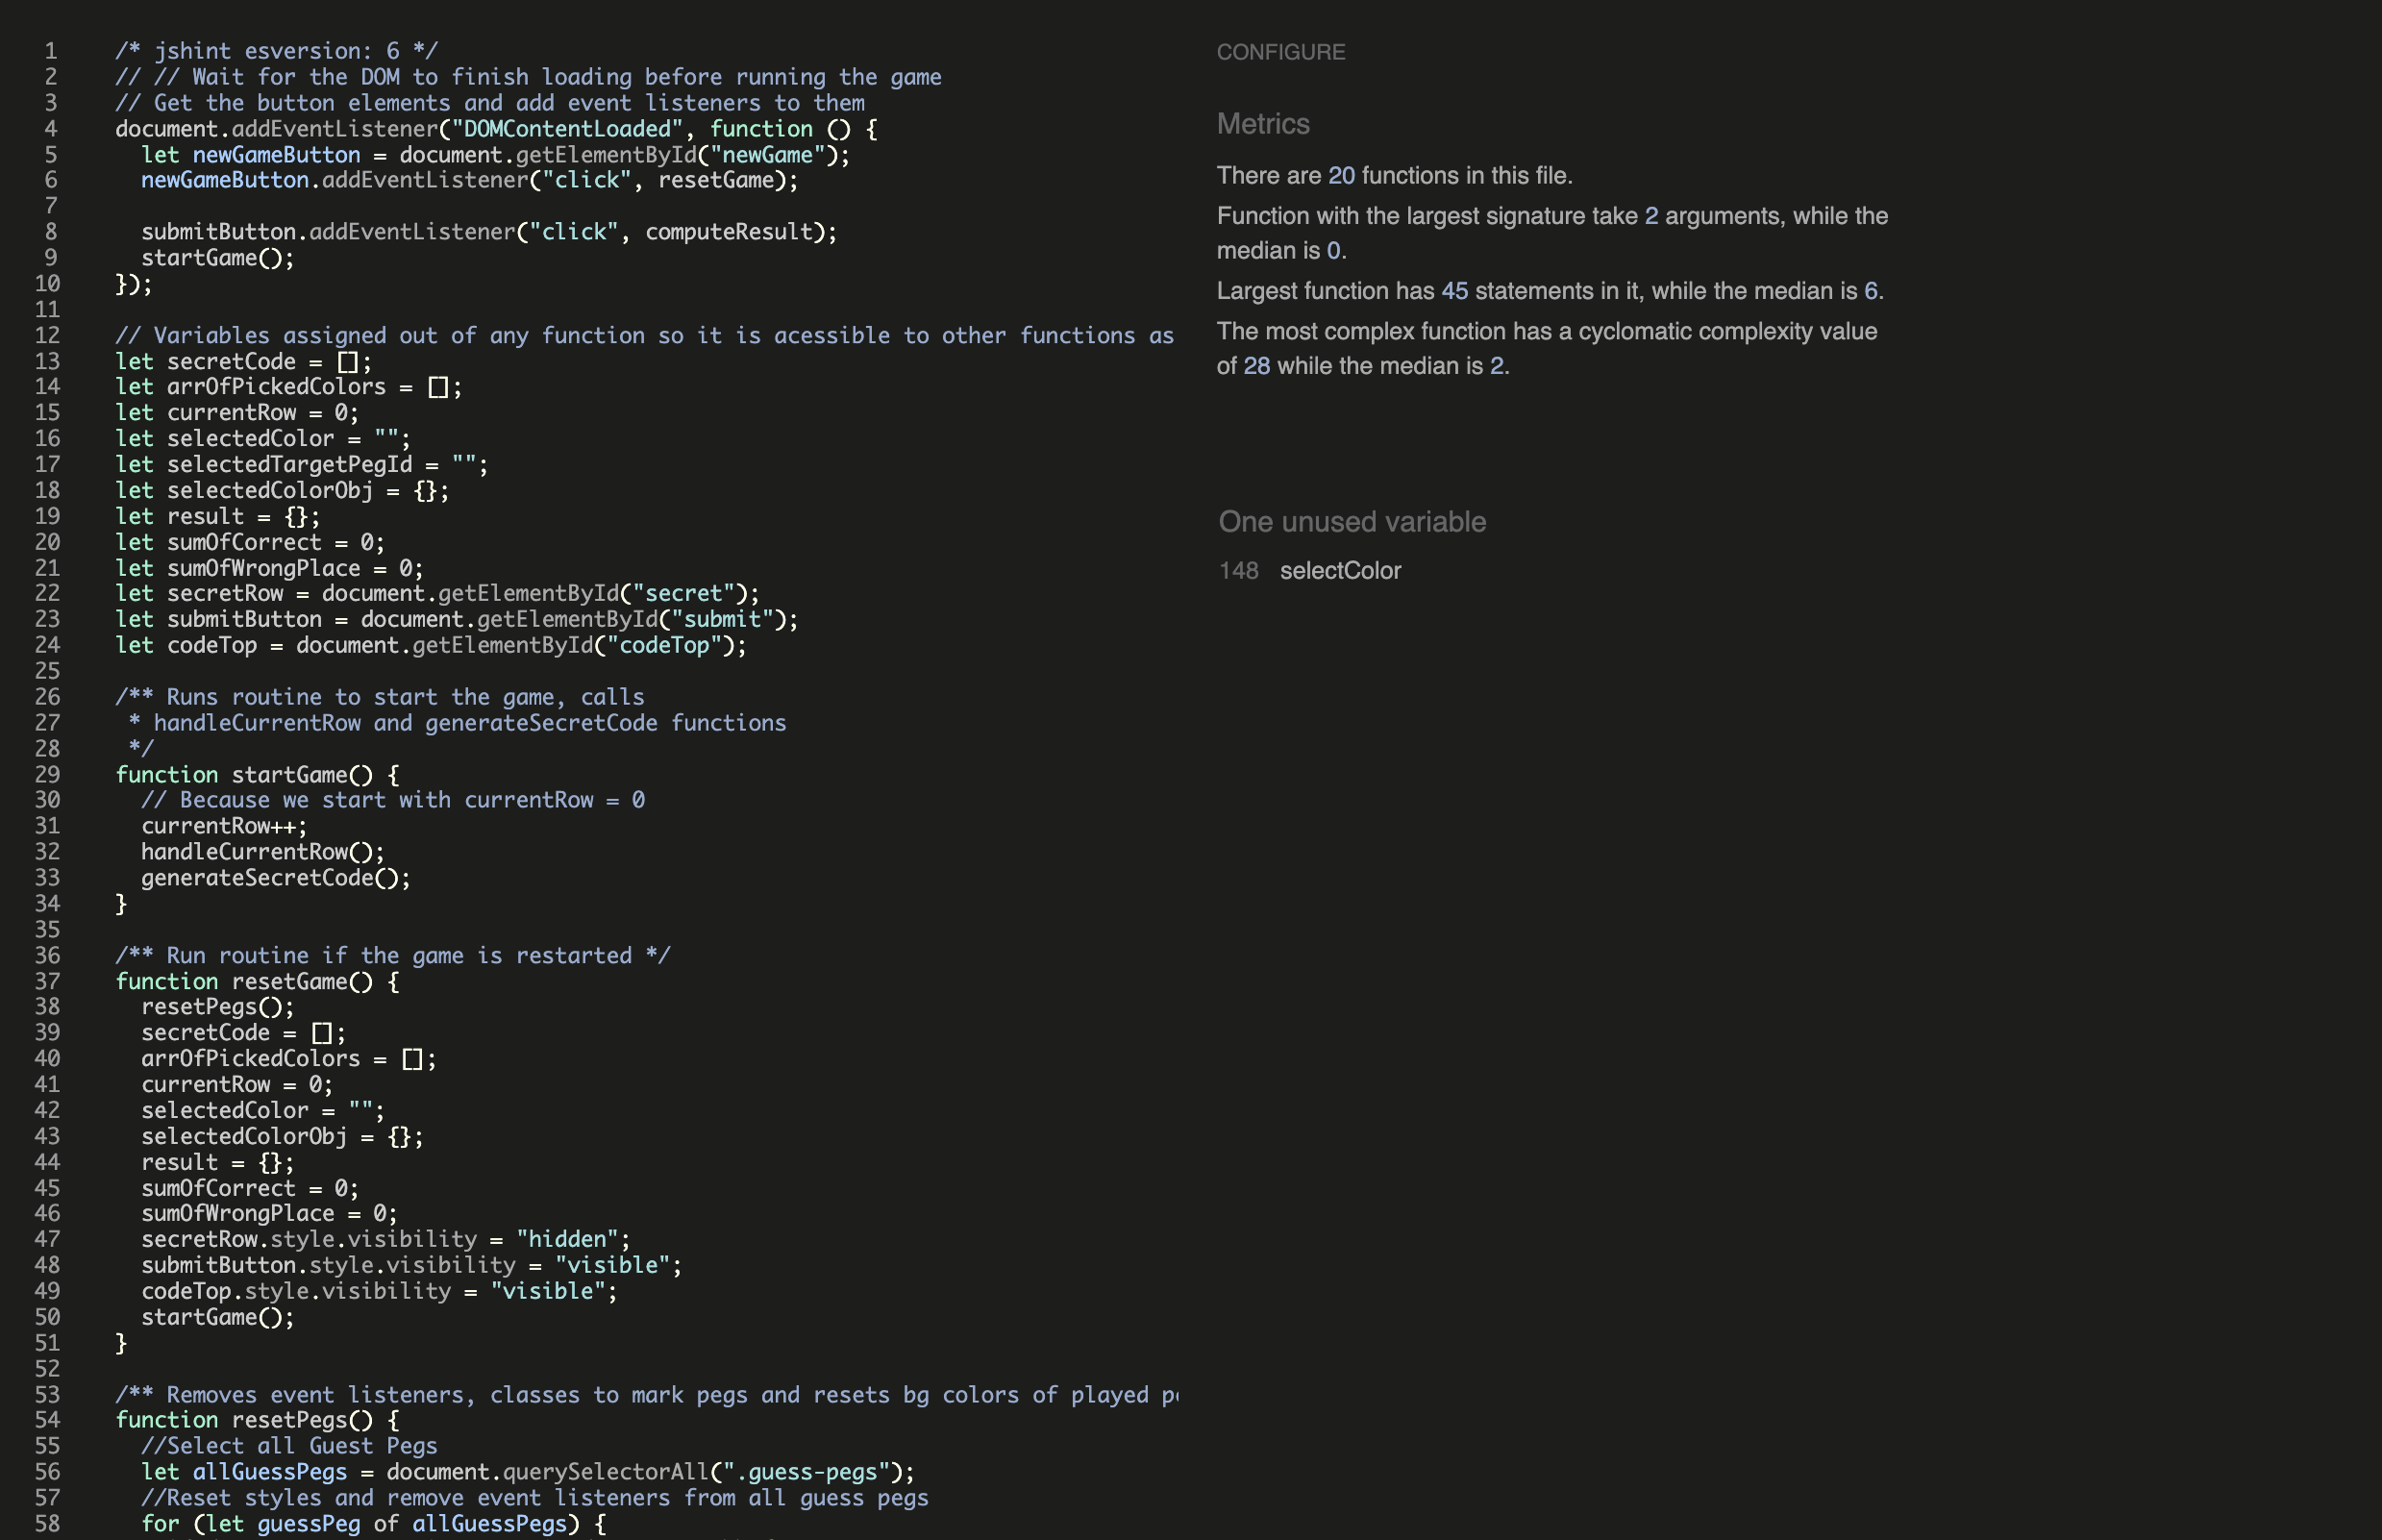 1 /* jshint esversion: 6 */
2 // // Wait for the DOM to finish loading before running the game
3 // Get the button elements and add event listeners to them
4 document.addEventListener("DOMContentLoaded", function () {
5   let newGameButton = document.getElementById("newGame");
6   newGameButton.addEventListener("click", resetGame);
7
8   submitButton.addEventListener("click", computeResult);
9   startGame();
10 });
11
12 // Variables assigned out of any function so it is acessible to other functions as
13 let secretCode = [];
14 let arrOfPickedColors = [];
15 let currentRow = 0;
16 let selectedColor = "";
17 let selectedTargetPegId = "";
18 let selectedColorObj = {};
19 let result = {};
20 let sumOfCorrect = 0;
21 let sumOfWrongPlace = 0;
22 let secretRow = document.getElementById("secret");
23 let submitButton = document.getElementById("submit");
24 let codeTop = document.getElementById("codeTop");
25
26 /** Runs routine to start the game, calls
27  * handleCurrentRow and generateSecretCode functions
28  */
29 function startGame() {
30   // Because we start with currentRow = 0
31   currentRow++;
32   handleCurrentRow();
33   generateSecretCode();
34 }
35
36 /** Run routine if the game is restarted */
37 function resetGame() {
38   resetPegs();
39   secretCode = [];
40   arrOfPickedColors = [];
41   currentRow = 0;
42   selectedColor = "";
43   selectedColorObj = {};
44   result = {};
45   sumOfCorrect = 0;
46   sumOfWrongPlace = 0;
47   secretRow.style.visibility = "hidden";
48   submitButton.style.visibility = "visible";
49   codeTop.style.visibility = "visible";
50   startGame();
51 }
52
53 /** Removes event listeners, classes to mark pegs and resets bg colors of played
54 function resetPegs() {
55   //Select all Guest Pegs
56   let allGuessPegs = document.querySelectorAll(".guess-pegs");
57   //Reset styles and remove event listeners from all guess pegs
58   for (let guessPeg of allGuessPegs) {
CONFIGURE
Metrics
There are 20 functions in this file.
Function with the largest signature take 2 arguments, while the
median is 0.
Largest function has 45 statements in it, while the median is 6.
The most complex function has a cyclomatic complexity value
of 28 while the median is 2.
One unused variable
148 selectColor